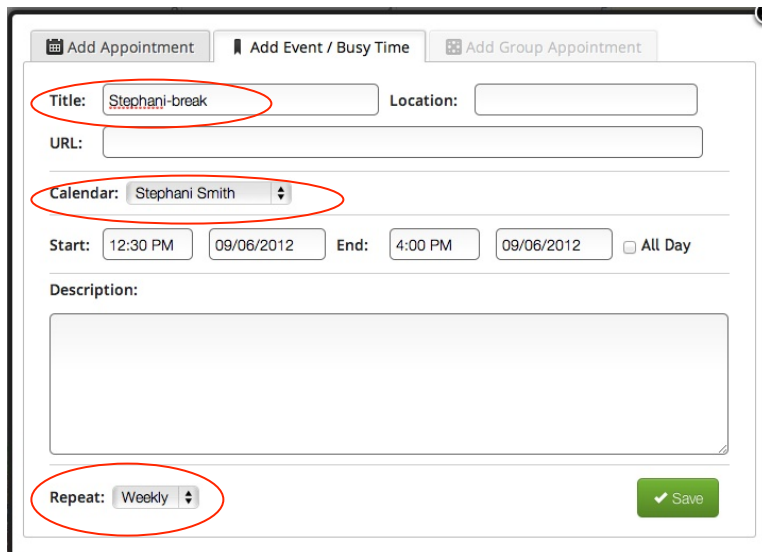 Add Appointment Add Event / Busy Time Add Group Appointment
Title: Stephani-break Location:
URL:
Calendar: Stephani Smith
Start: 12:30 PM 09/06/2012 End: 4:00 PM 09/06/2012 All Day
Description:
Repeat: Weekly Save